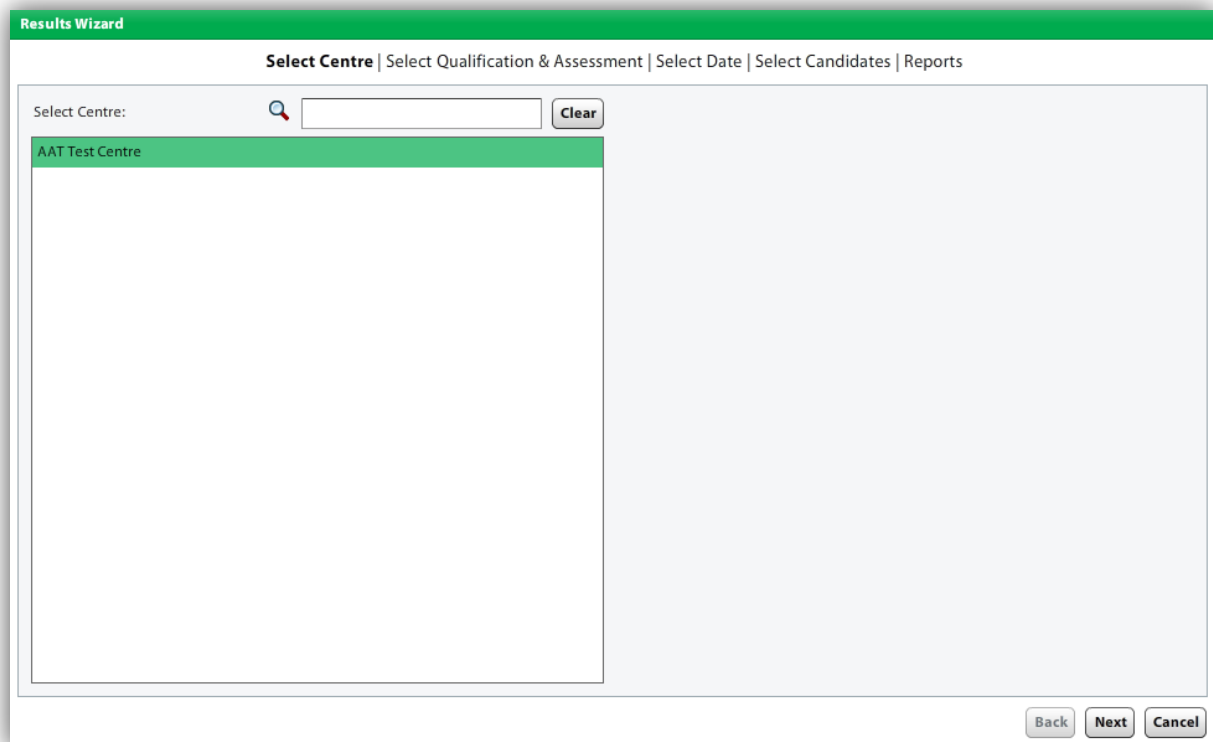 Results Wizard
Select Centre | Select Qualification & Assessment | Select Date | Select Candidates | Reports
Select Centre: Clear
AAT Test Centre
Back Next Cancel